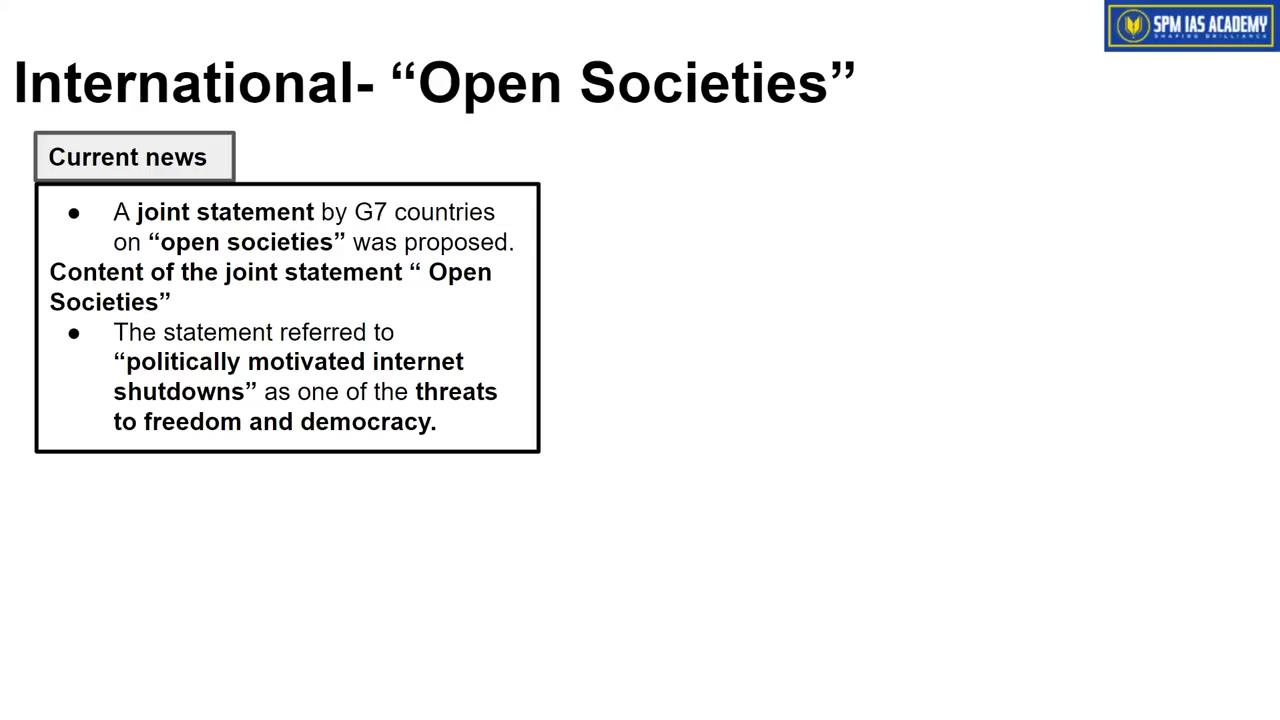 SPM IAS ACADEMY
SHAPING BRILLIANCE
International- “Open Societies”
Current news
● A joint statement by G7 countries
on “open societies” was proposed.
Content of the joint statement “ Open
Societies”
● The statement referred to
“politically motivated internet
shutdowns” as one of the threats
to freedom and democracy.